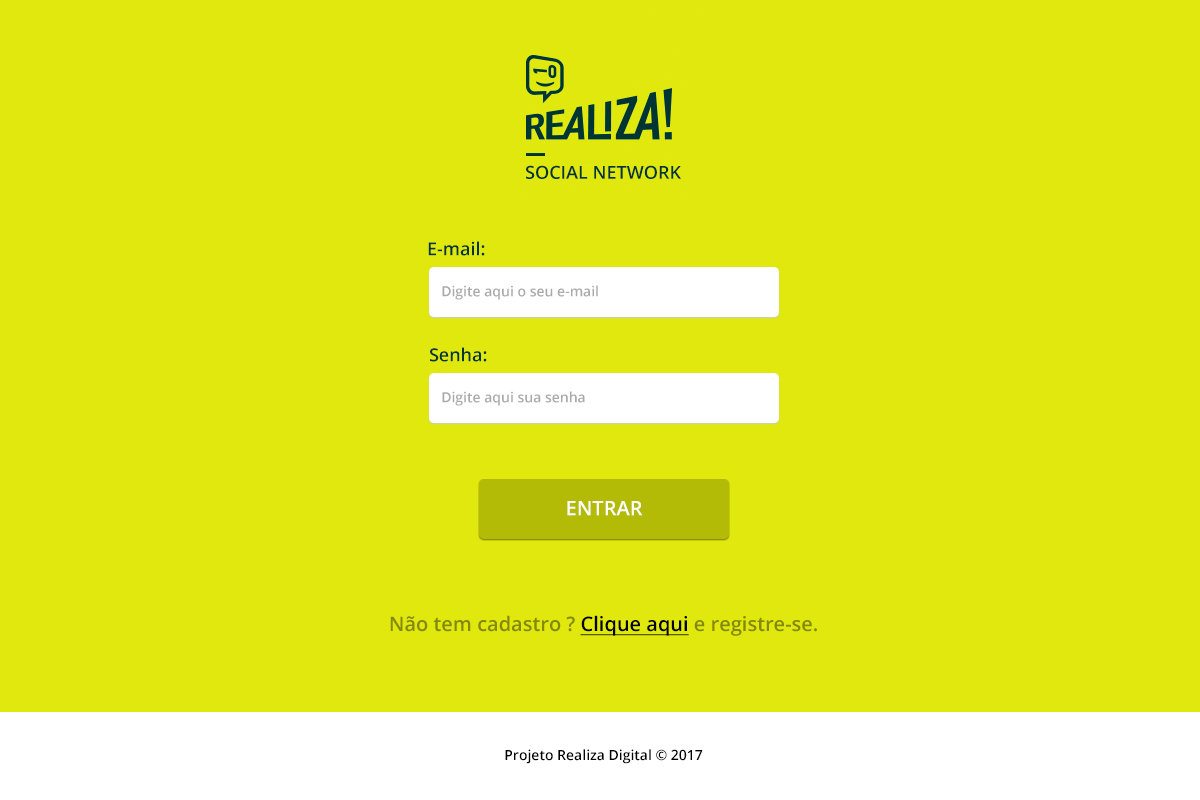 REALIZA!
SOCIAL NETWORK
E-mail:
Digite aqui o seu e-mail
Senha:
Digite aqui sua senha
ENTRAR
Não tem cadastro ? Clique aqui e registre-se.
Projeto Realiza Digital © 2017